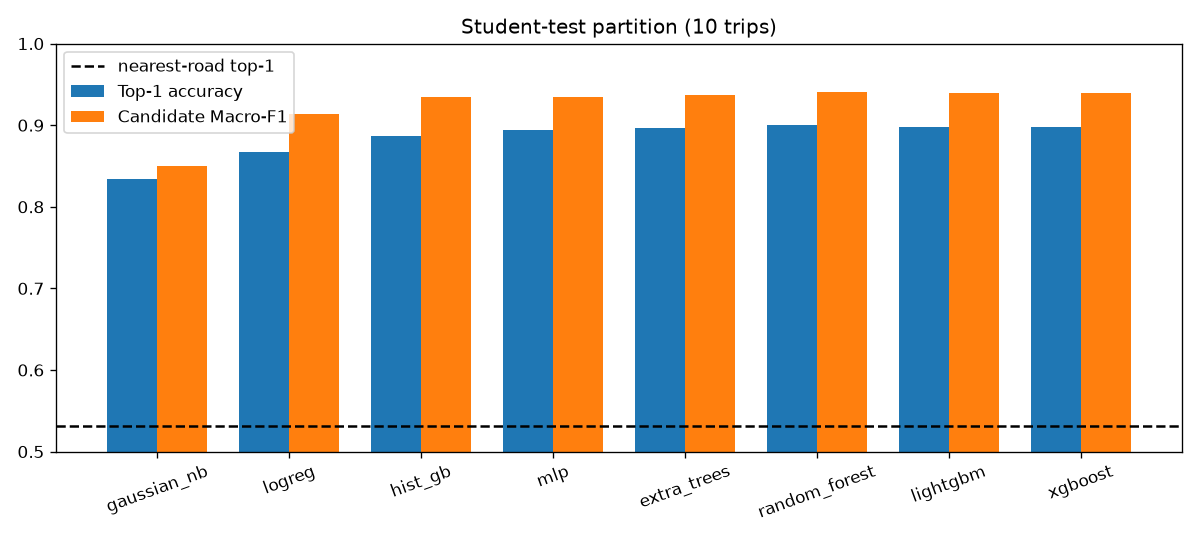 Student-test partition (10 trips)
nearest-road top-1
Top-1 accuracy
Candidate Macro-F1
1.0
0.9
0.8
0.7
0.6
0.5
gaussian_nb
logreg
hist_gb
mlp
extra_trees
random_forest
lightgbm
xgboost